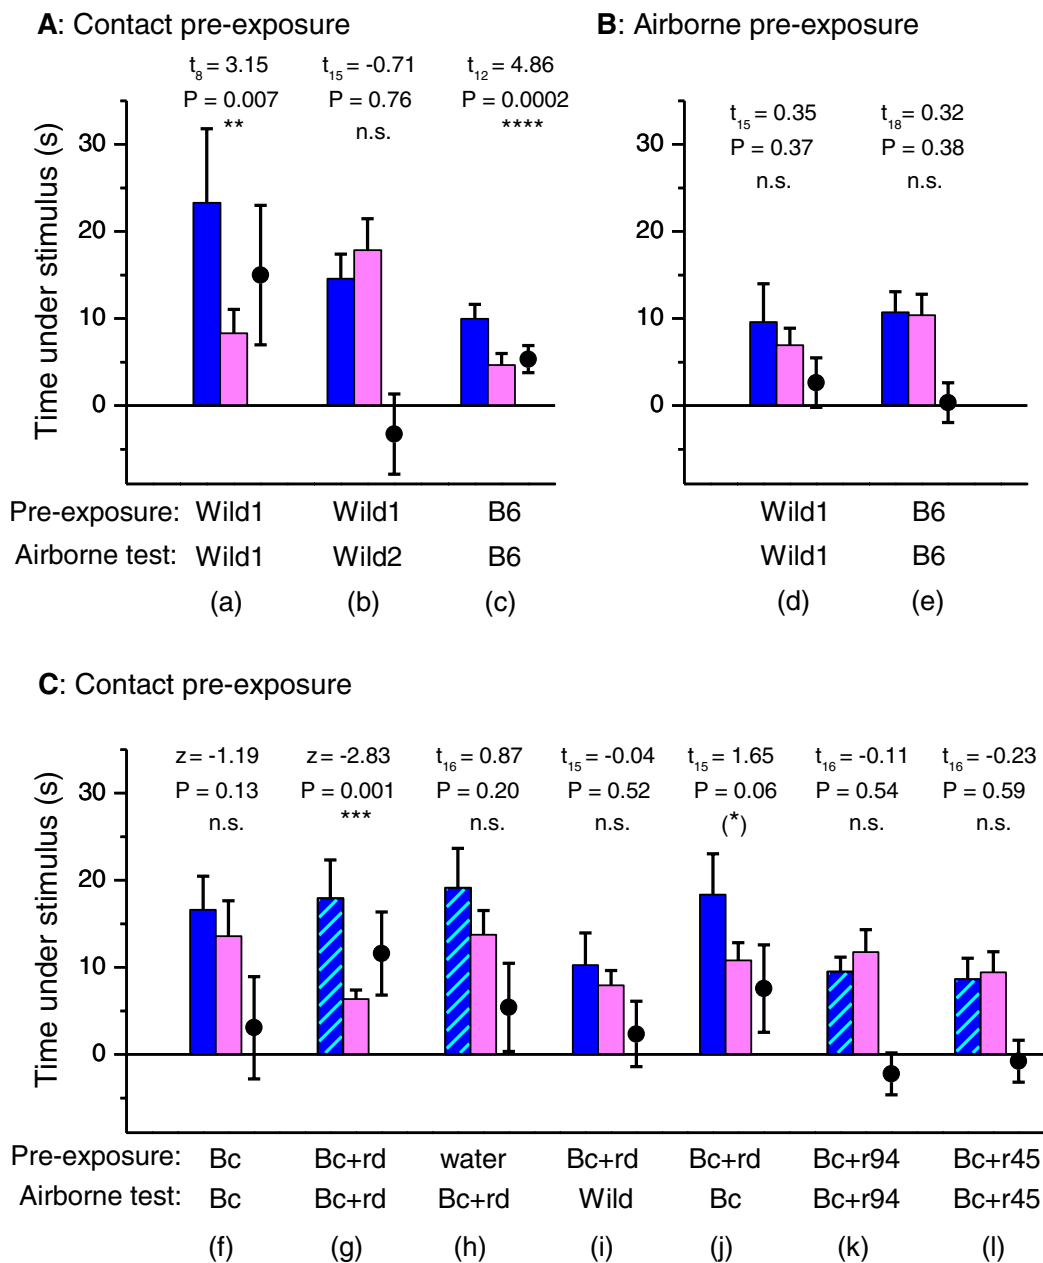 A: Contact pre-exposure
B: Airborne pre-exposure
t8 = 3.15 t15 = -0.71 t12 = 4.86
P = 0.007 P = 0.76 P = 0.0002
** n.s. ****
t15 = 0.35 t18 = 0.32
P = 0.37 P = 0.38
n.s. n.s.
Time under stimulus (s)
30
20
10
0
30
20
10
0
Pre-exposure: Wild1 Wild1 B6
Airborne test: Wild1 Wild2 B6
(a) (b) (c)
Wild1 B6
Wild1 B6
(d) (e)
C: Contact pre-exposure
z = -1.19 z = -2.83 t16 = 0.87 t15 = -0.04 t15 = 1.65 t16 = -0.11 t16 = -0.23
P = 0.13 P = 0.001 P = 0.20 P = 0.52 P = 0.06 P = 0.54 P = 0.59
n.s. *** n.s. n.s. (*) n.s. n.s.
Time under stimulus (s)
30
20
10
0
Pre-exposure: Bc Bc+rd water Bc+rd Bc+rd Bc+r94 Bc+r45
Airborne test: Bc Bc+rd Bc+rd Wild Bc Bc+r94 Bc+r45
(f) (g) (h) (i) (j) (k) (l)